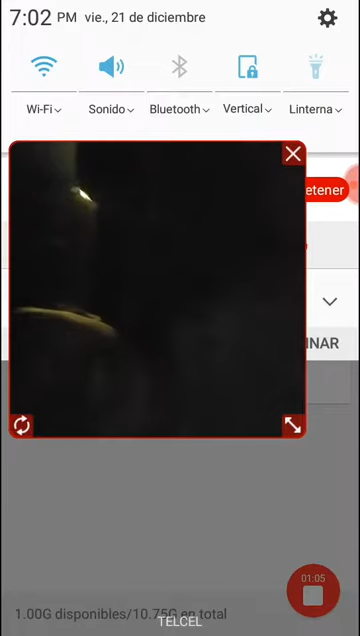 7:02 PM vie., 21 de diciembre
Wi-Fi Sonido Bluetooth Vertical Linterna
etener
INAR
01:05
1.00G disponibles/10.75G en total
TELCEL